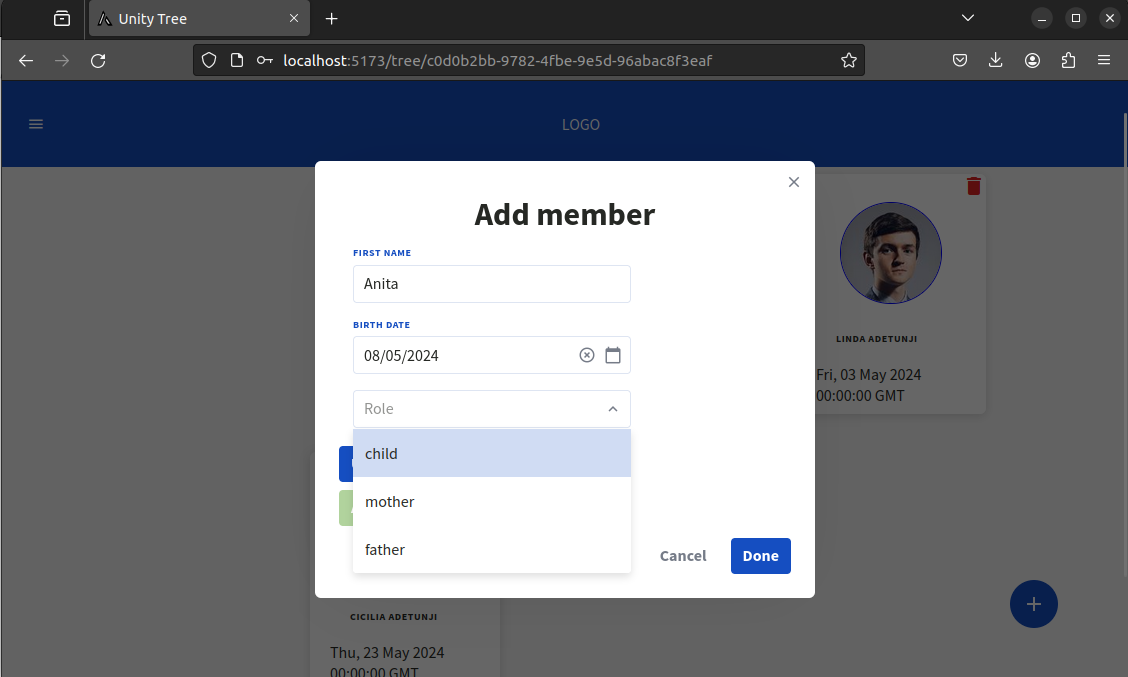 Unity Tree
localhost:5173/tree/c0d0b2bb-9782-4fbe-9e5d-96abac8f3eaf
LOGO
Add member
FIRST NAME
Anita
BIRTH DATE
08/05/2024
Role
child
mother
father
Cancel
Done
LINDA ADETUNJI
Fri, 03 May 2024
00:00:00 GMT
CICILIA ADETUNJI
Thu, 23 May 2024
00:00:00 GMT